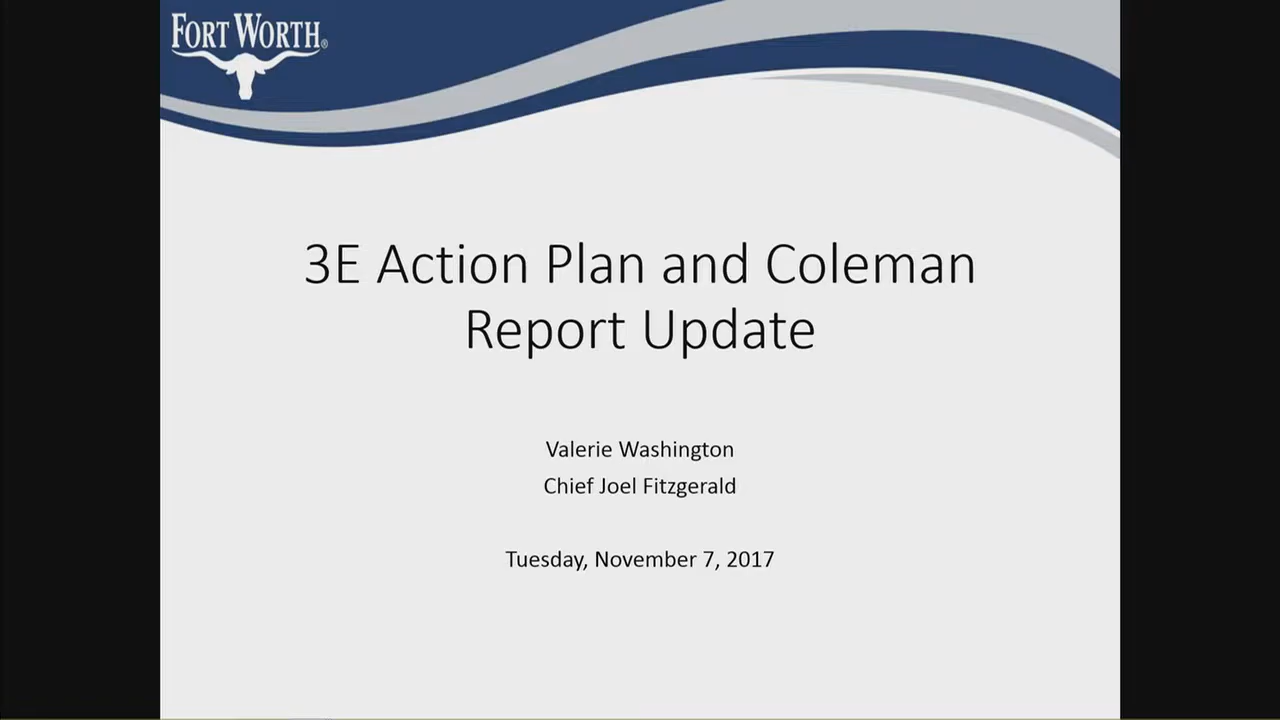 FORT WORTH®
3E Action Plan and Coleman
Report Update
Valerie Washington
Chief Joel Fitzgerald
Tuesday, November 7, 2017